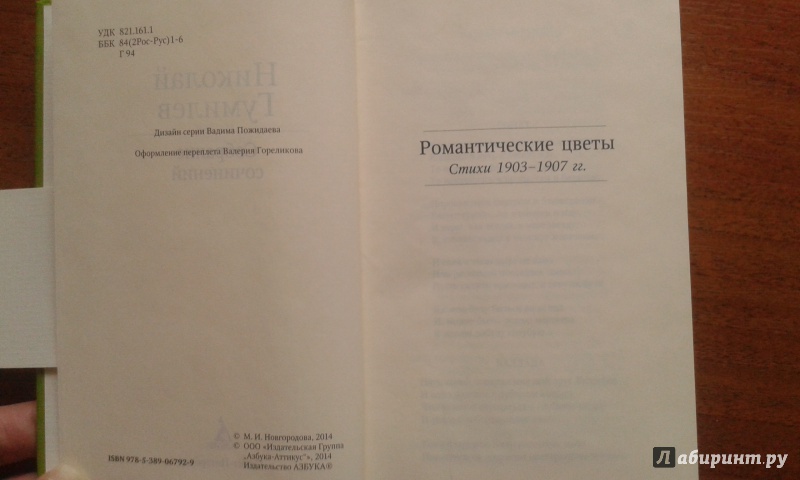 УДК 821.161.1
ББК 84(2Рос-Рус)1-6
Г 94
Николай
Гумилев
Дизайн серии Вадима Пожидаева
Оформление переплета Валерия Гореликова
сочинений
© М. И. Новгородова, 2014
© ООО «Издательская Группа
„Азбука-Аттикус“», 2014
Издательство АЗБУКА®
ISBN 978-5-389-06792-9
Романтические цветы
Стихи 1903–1907 гг.
Лабиринт.ру